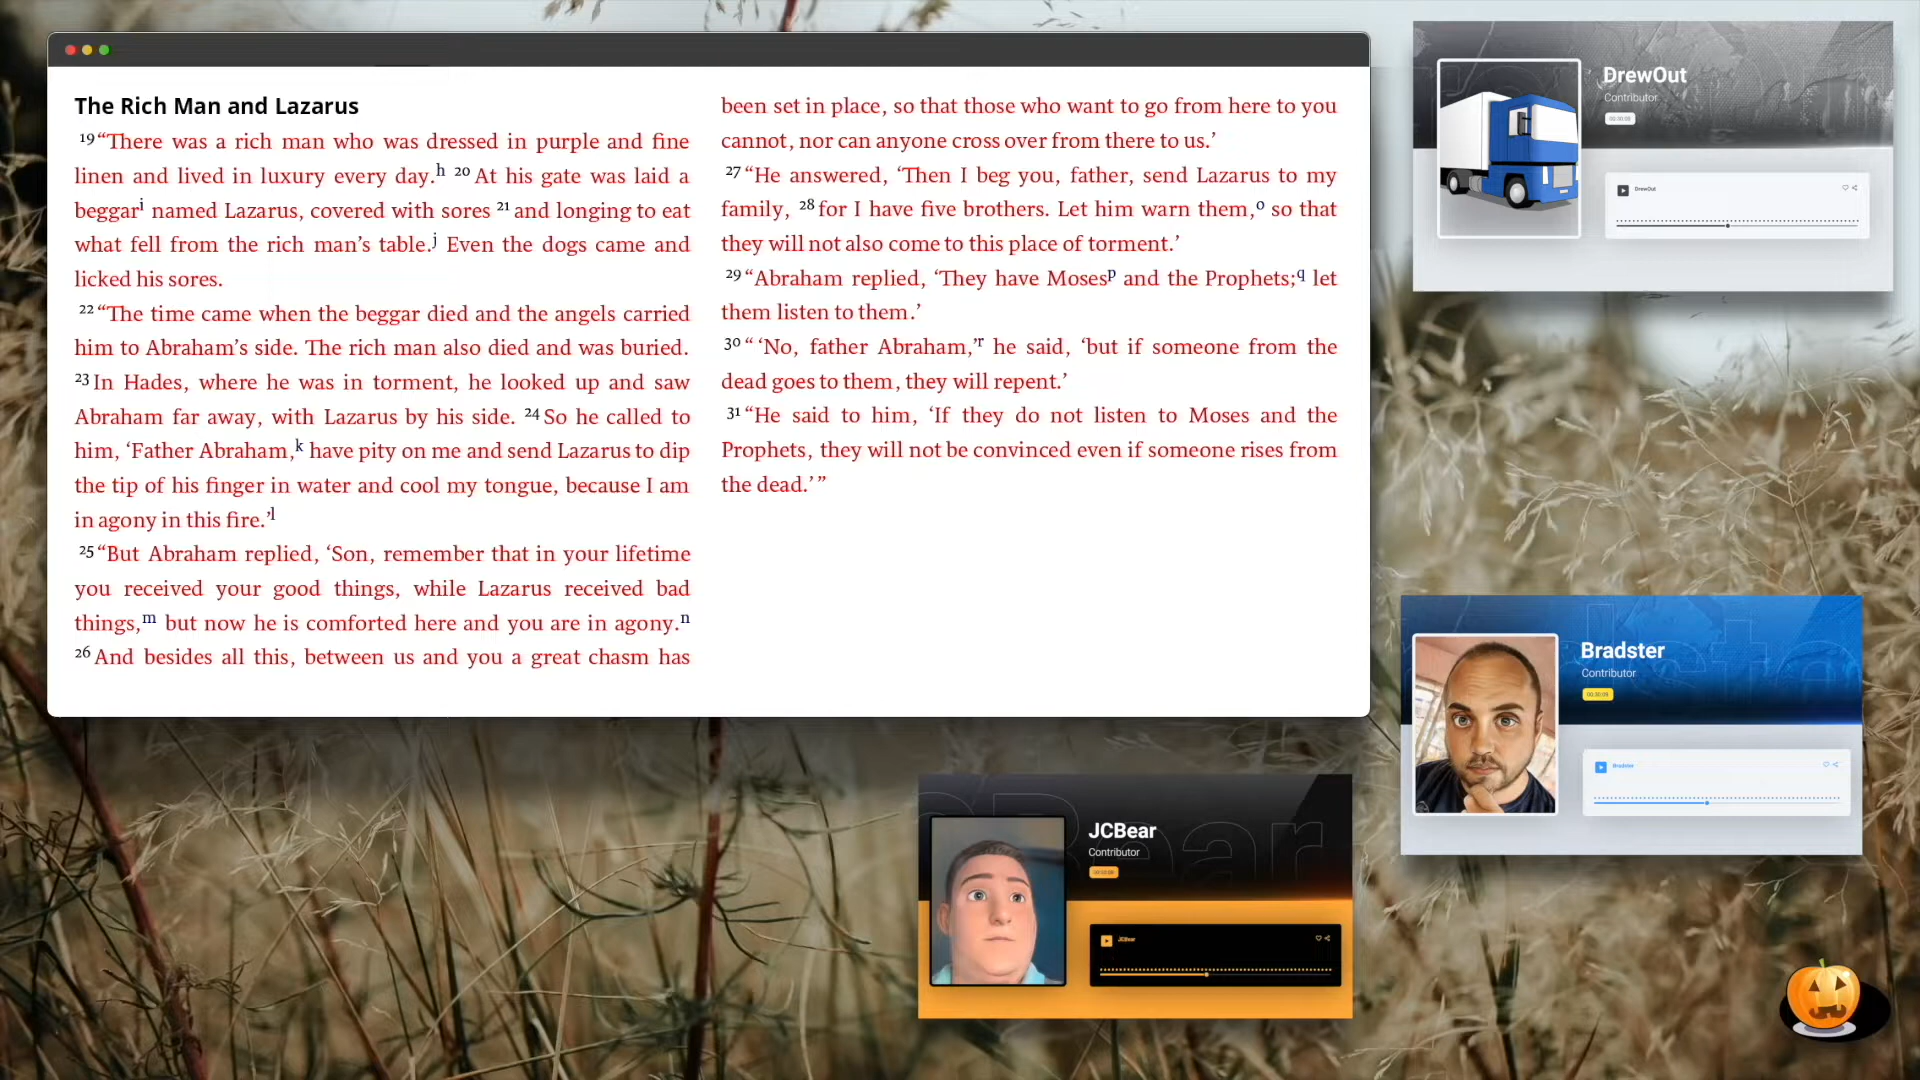 The Rich Man and Lazarus
19 “There was a rich man who was dressed in purple and fine
linen and lived in luxury every day.h 20 At his gate was laid a
beggari named Lazarus, covered with sores 21 and longing to eat
what fell from the rich man’s table.j Even the dogs came and
licked his sores.
22 “The time came when the beggar died and the angels carried
him to Abraham’s side. The rich man also died and was buried.
23 In Hades, where he was in torment, he looked up and saw
Abraham far away, with Lazarus by his side. 24 So he called to
him, ‘Father Abraham,k have pity on me and send Lazarus to dip
the tip of his finger in water and cool my tongue, because I am
in agony in this fire.’l
25 “But Abraham replied, ‘Son, remember that in your lifetime
you received your good things, while Lazarus received bad
things,m but now he is comforted here and you are in agony.n
26 And besides all this, between us and you a great chasm has
been set in place, so that those who want to go from here to you
cannot, nor can anyone cross over from there to us.’
27 “He answered, ‘Then I beg you, father, send Lazarus to my
family, 28 for I have five brothers. Let him warn them,o so that
they will not also come to this place of torment.’
29 “Abraham replied, ‘They have Mosesp and the Prophets;q let
them listen to them.’
30 “ ‘No, father Abraham,’r he said, ‘but if someone from the
dead goes to them, they will repent.’
31 “He said to him, ‘If they do not listen to Moses and the
Prophets, they will not be convinced even if someone rises from
the dead.’ ”
DrewOut
Contributor
DrewOut
Bradster
Contributor
Bradster
JCBear
Contributor
JCBear